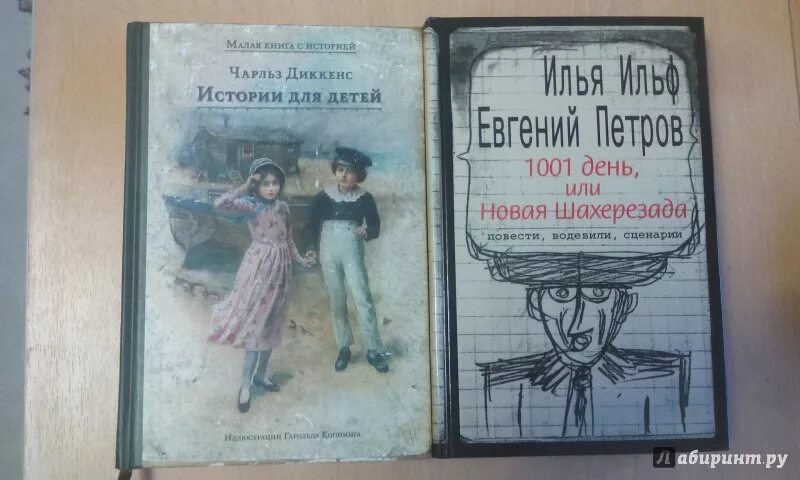 Малая книга с историей
Чарльз Диккенс
Истории для детей
Иллюстрации Гарольда Коппинга
Илья Ильф
Евгений Петров
1001 день,
или
Новая Шахерезада
повести, водевили, сценарии
Лабиринт.ру